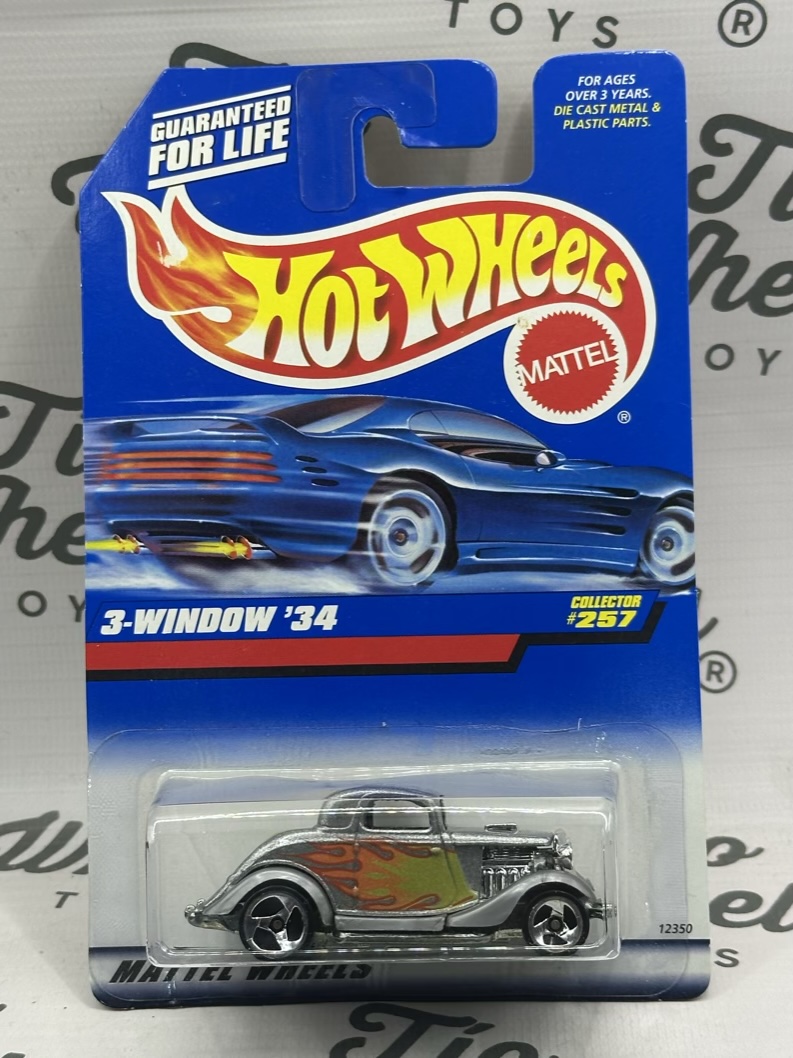 TOYS ®
GUARANTEED
FOR LIFE
FOR AGES
OVER 3 YEARS.
DIE CAST METAL &
PLASTIC PARTS.
HOT WHEELS
MATTEL
®
3-WINDOW '34
COLLECTOR
#257
®
12350
MATTEL WHEELS